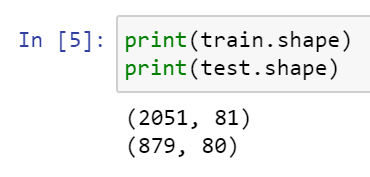 In [5]: print(train.shape)
print(test.shape)
(2051, 81)
(879, 80)